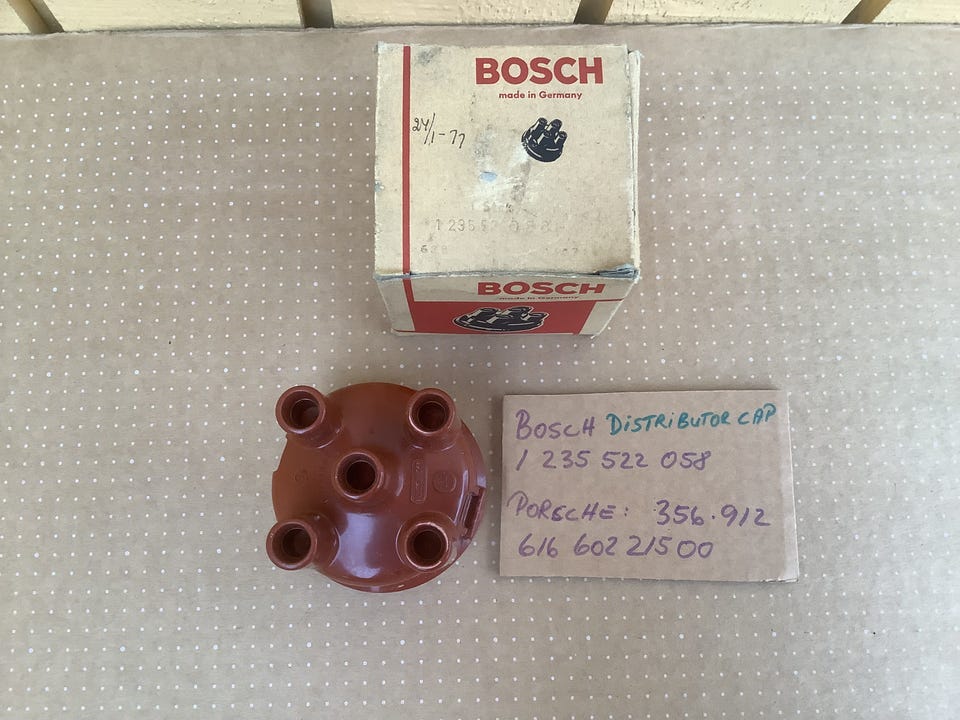 BOSCH
made in Germany
24/1-77
BOSCH
made in Germany
BOSCH DISTRIBUTOR CAP
1 235 522 058
PORSCHE: 356.912
616 602 215 00